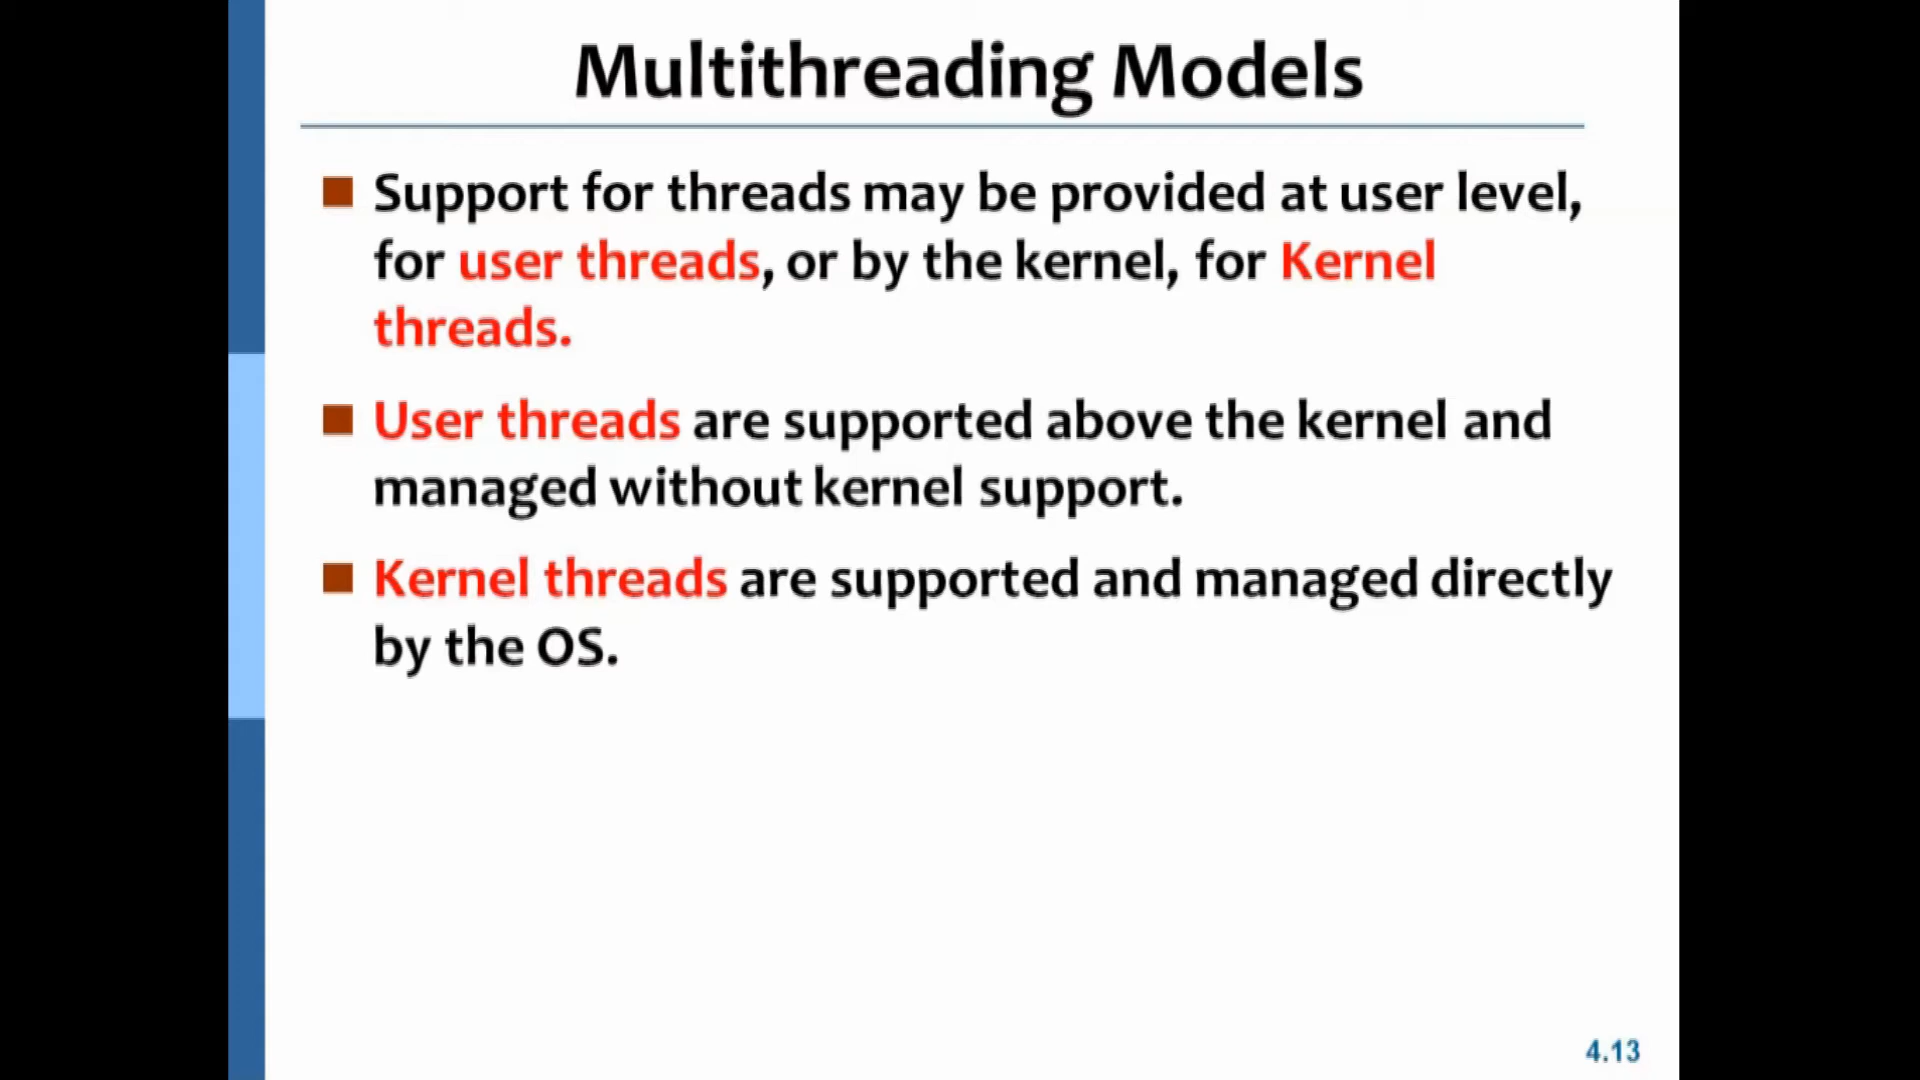 Multithreading Models
Support for threads may be provided at user level,
for user threads, or by the kernel, for Kernel
threads.
User threads are supported above the kernel and
managed without kernel support.
Kernel threads are supported and managed directly
by the OS.
4.13